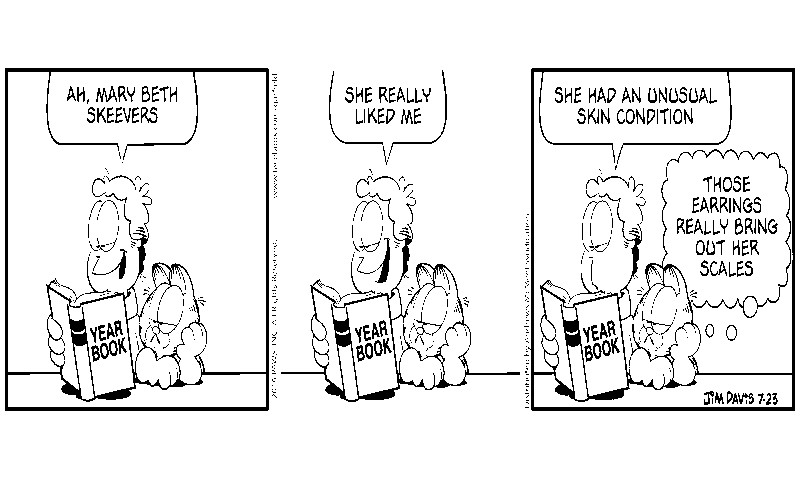 AH, MARY BETH
SKEEVERS
YEAR
BOOK
SHE REALLY
LIKED ME
YEAR
BOOK
SHE HAD AN UNUSUAL
SKIN CONDITION
THOSE
EARRINGS
REALLY BRING
OUT HER
SCALES
YEAR
BOOK
JIM DAVIS 7-23